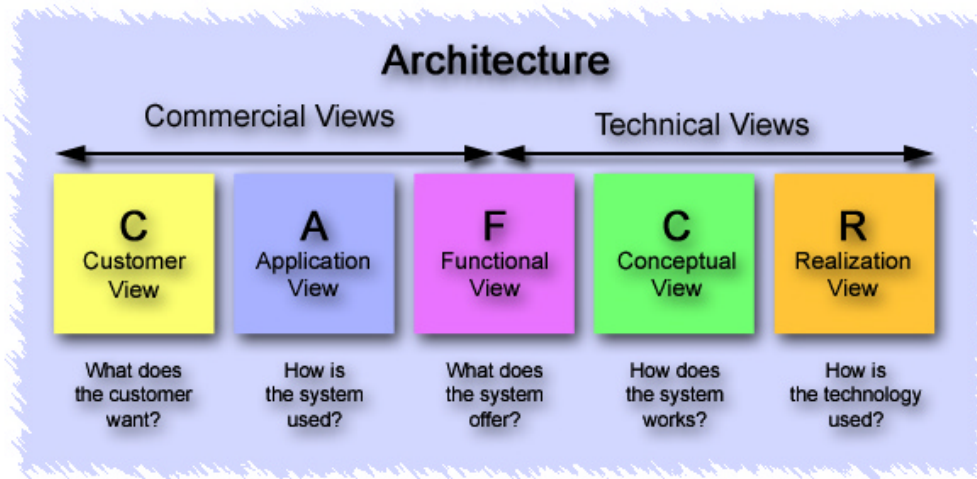 Architecture
Commercial Views
Technical Views
C
Customer
View
A
Application
View
F
Functional
View
C
Conceptual
View
R
Realization
View
What does
the customer
want?
How is
the system
used?
What does
the system
offer?
How does
the system
works?
How is
the technology
used?